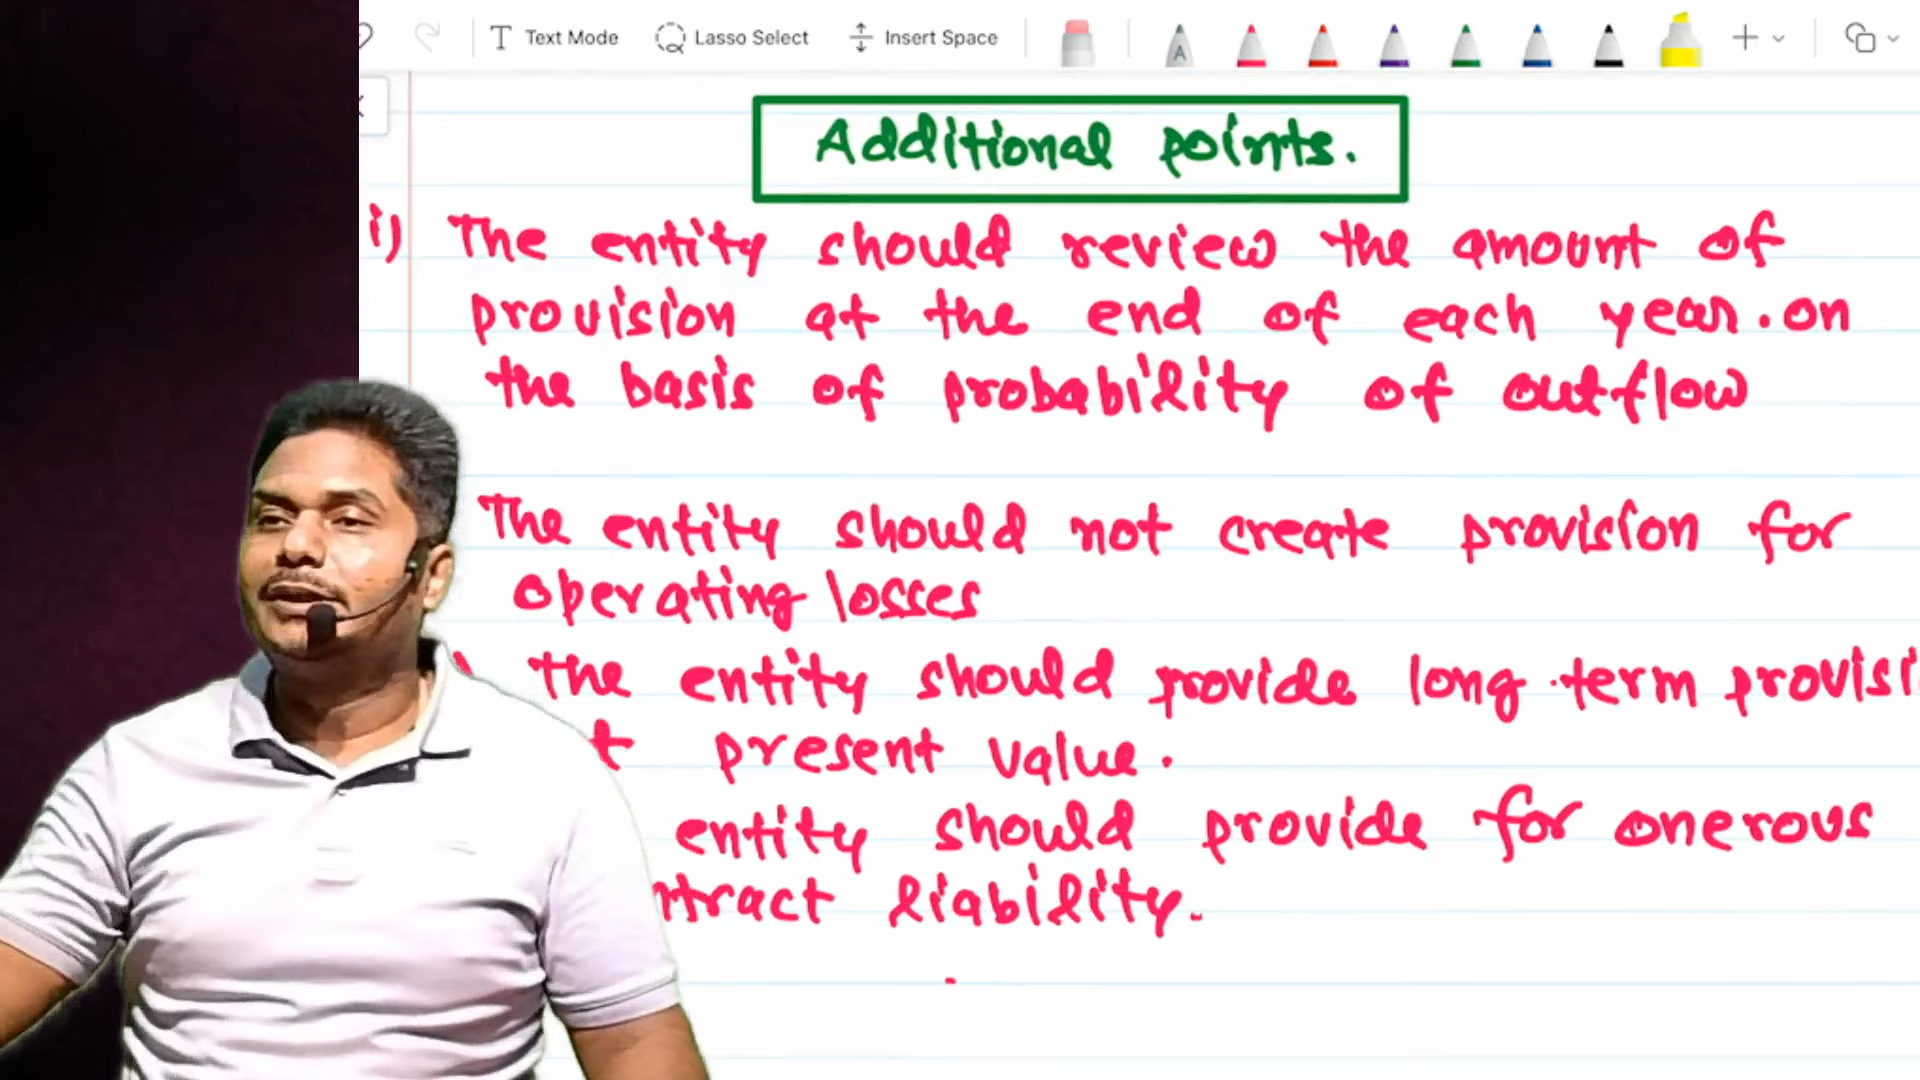 Text Mode Lasso Select Insert Space
A
Additional points.
i) The entity should review the amount of
provision at the end of each year. on
the basis of probability of outflow
The entity should not create provision for
operating losses
) the entity should provide long-term provisi
t present value.
entity should provide for onerous
ntract liability.